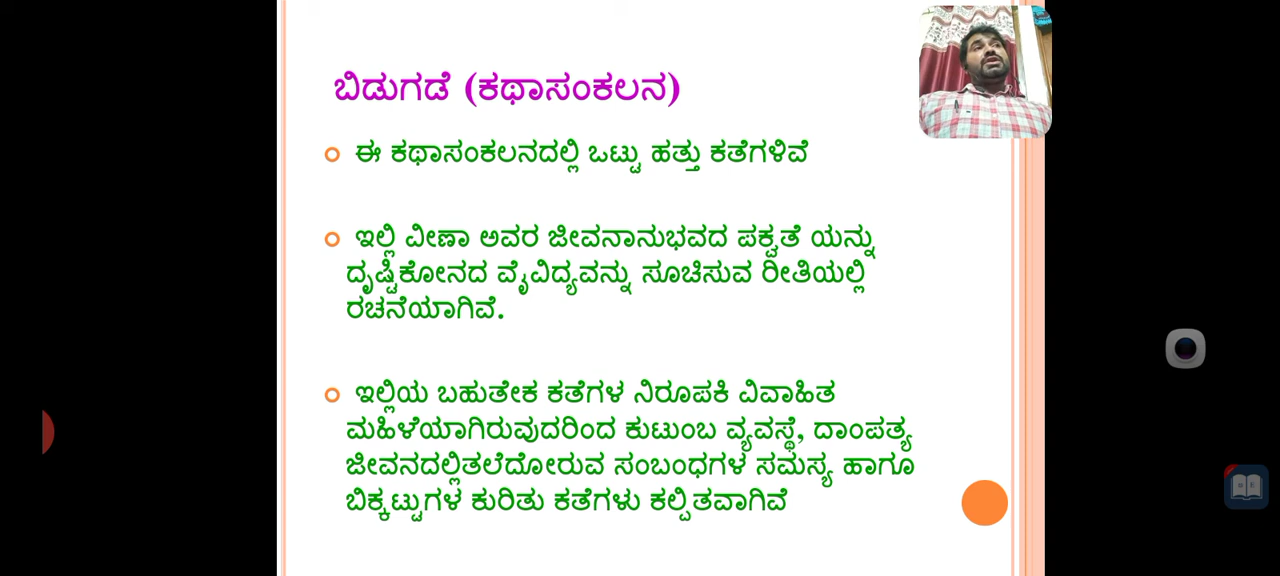 ಬಿಡುಗಡೆ (ಕಥಾಸಂಕಲನ)
ಈ ಕಥಾಸಂಕಲನದಲ್ಲಿ ಒಟ್ಟು ಹತ್ತು ಕತೆಗಳಿವೆ
ಇಲ್ಲಿ ವೀಣಾ ಅವರ ಜೀವನಾನುಭವದ ಪಕ್ವತೆ ಯನ್ನು
ದೃಷ್ಟಿಕೋನದ ವೈವಿದ್ಯವನ್ನು ಸೂಚಿಸುವ ರೀತಿಯಲ್ಲಿ
ರಚನೆಯಾಗಿವೆ.
ಇಲ್ಲಿಯ ಬಹುತೇಕ ಕತೆಗಳ ನಿರೂಪಕಿ ವಿವಾಹಿತ
ಮಹಿಳೆಯಾಗಿರುವುದರಿಂದ ಕುಟುಂಬ ವ್ಯವಸ್ಥೆ, ದಾಂಪತ್ಯ
ಜೀವನದಲ್ಲಿತಲೆದೋರುವ ಸಂಬಂಧಗಳ ಸಮಸ್ಯ ಹಾಗೂ
ಬಿಕ್ಕಟ್ಟುಗಳ ಕುರಿತು ಕತೆಗಳು ಕಲ್ಪಿತವಾಗಿವೆ